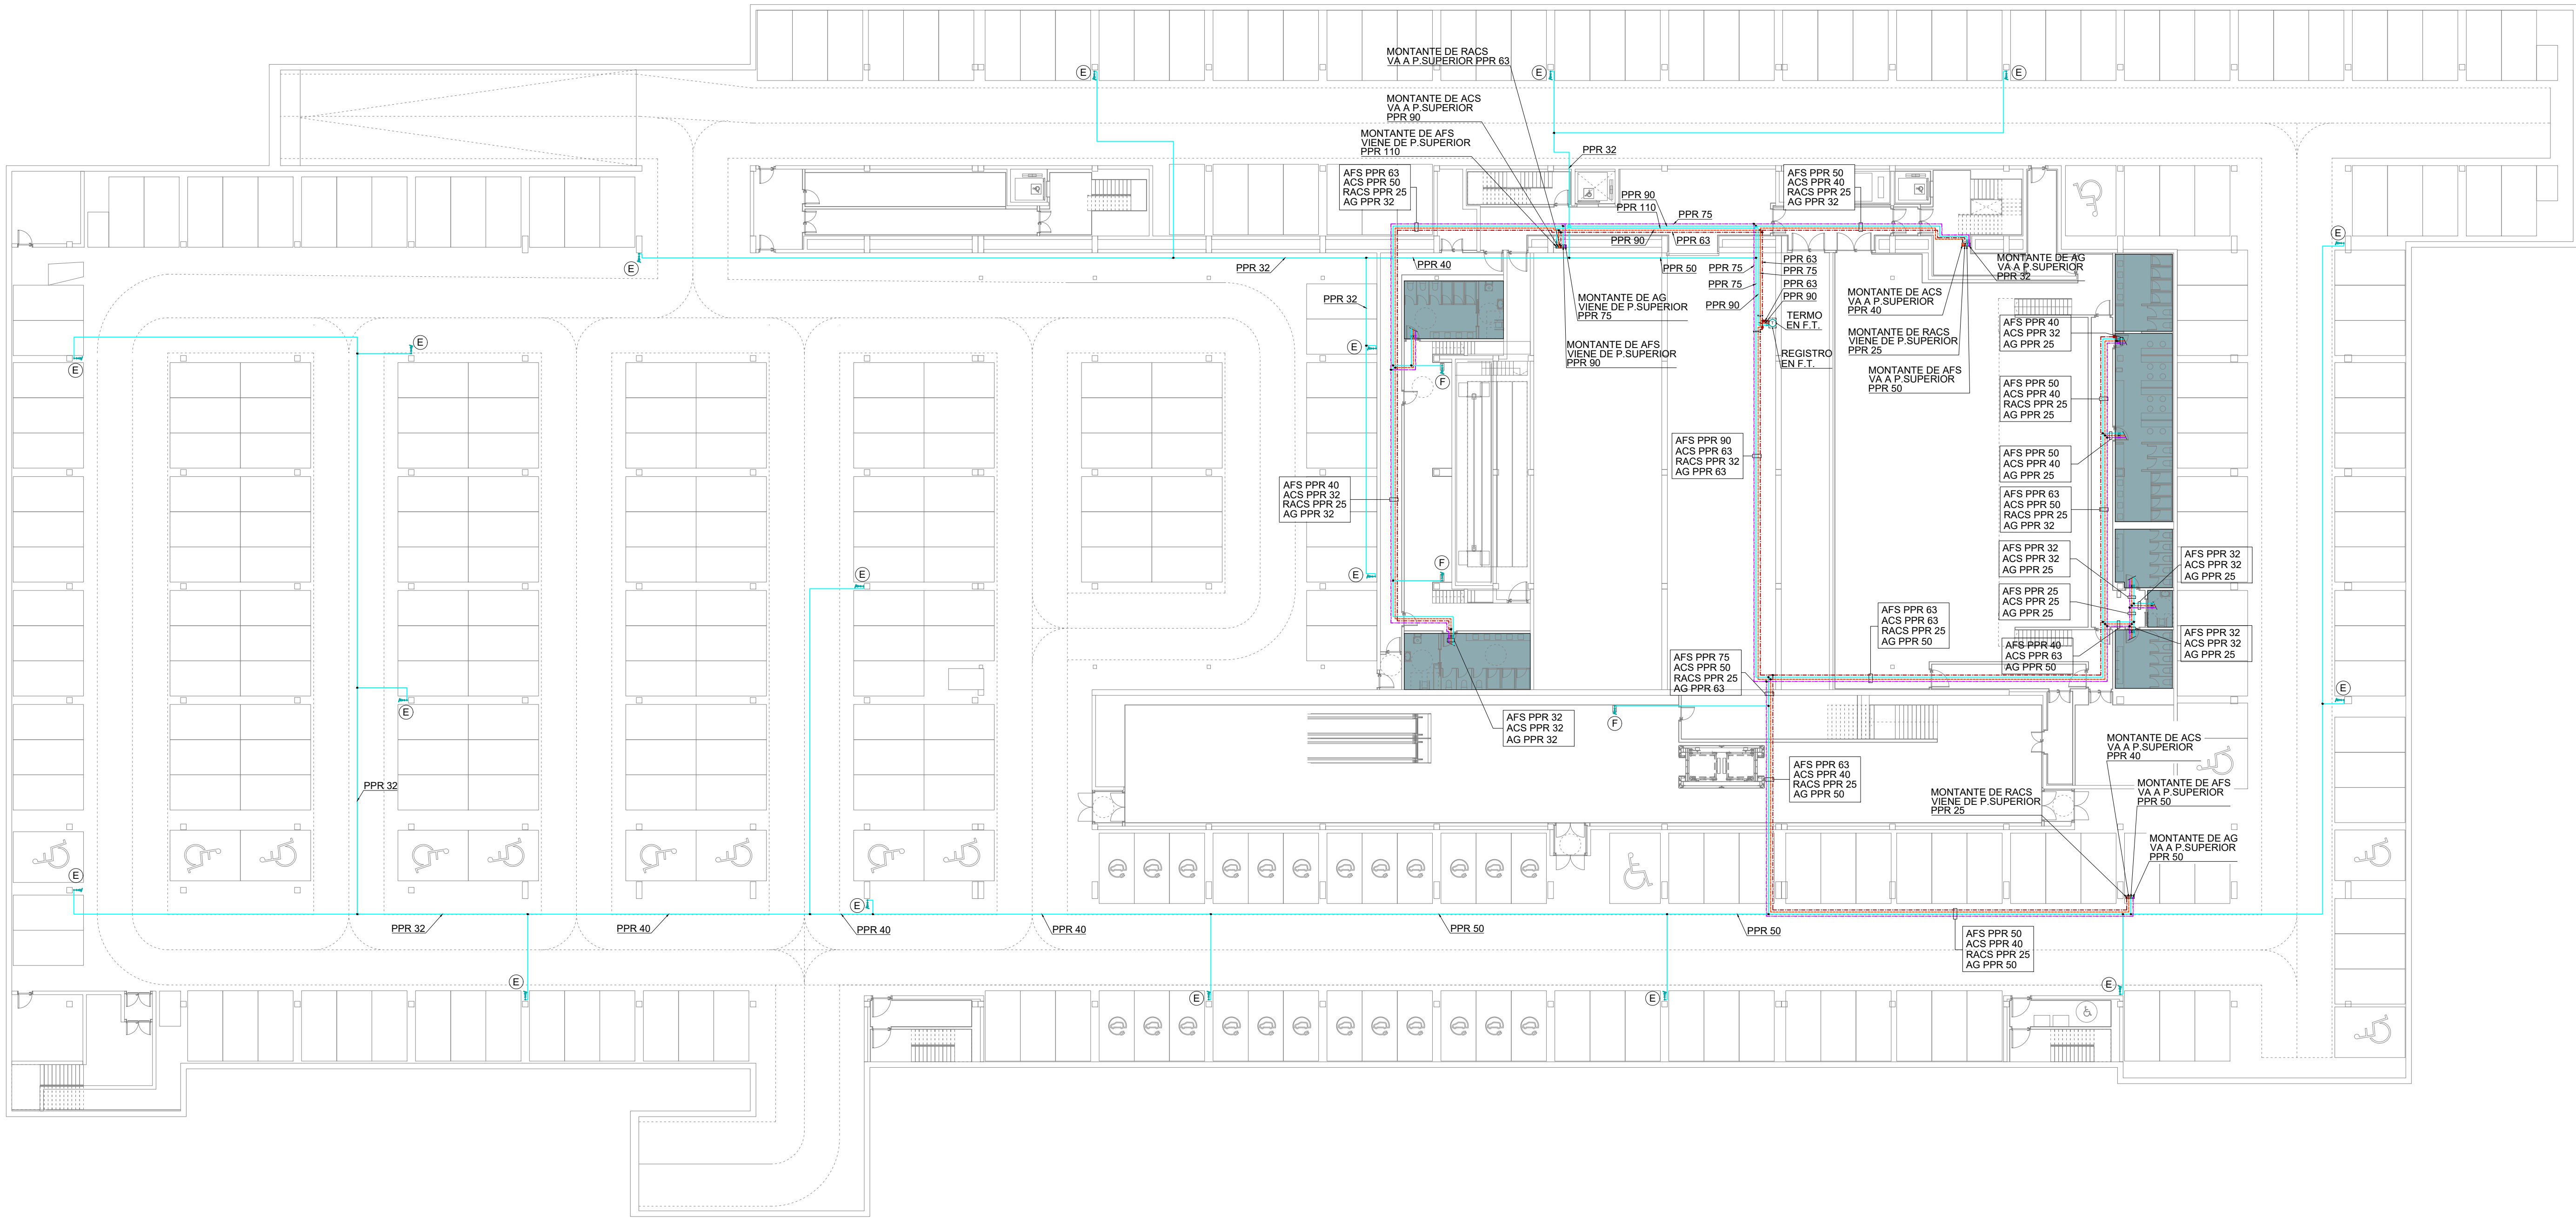 MONTANTE DE RACS
VA A P.SUPERIOR PPR 63
E
E
E
MONTANTE DE ACS
VA A P.SUPERIOR
PPR 90
MONTANTE DE AFS
VIENE DE P.SUPERIOR
PPR 110
PPR 32
AFS PPR 63
ACS PPR 50
RACS PPR 25
AG PPR 32
AFS PPR 50
ACS PPR 40
RACS PPR 25
AG PPR 32
PPR 90
PPR 110
PPR 75
PPR 90
PPR 63
E
E
PPR 32
PPR 40
PPR 50
PPR 75
PPR 63
PPR 75
PPR 75
PPR 63
PPR 90
PPR 90
MONTANTE DE AG
VA A P.SUPERIOR
PPR 32
PPR 32
MONTANTE DE AG
VIENE DE P.SUPERIOR
PPR 75
MONTANTE DE ACS
VA A P.SUPERIOR
PPR 40
TERMO
EN F.T.
MONTANTE DE RACS
VIENE DE P.SUPERIOR
PPR 25
AFS PPR 40
ACS PPR 32
AG PPR 25
MONTANTE DE AFS
VIENE DE P.SUPERIOR
PPR 90
REGISTRO
EN F.T.
MONTANTE DE AFS
VA A P.SUPERIOR
PPR 50
E
E
E
F
AFS PPR 50
ACS PPR 40
RACS PPR 25
AG PPR 25
AFS PPR 90
ACS PPR 63
RACS PPR 32
AG PPR 63
AFS PPR 50
ACS PPR 40
AG PPR 25
AFS PPR 40
ACS PPR 32
RACS PPR 25
AG PPR 32
AFS PPR 63
ACS PPR 50
RACS PPR 25
AG PPR 32
E
E
F
AFS PPR 32
ACS PPR 32
AG PPR 25
AFS PPR 32
ACS PPR 32
AG PPR 25
AFS PPR 25
ACS PPR 25
AG PPR 25
AFS PPR 63
ACS PPR 63
RACS PPR 25
AG PPR 50
AFS PPR 32
ACS PPR 32
AG PPR 25
AFS PPR 40
ACS PPR 63
AG PPR 50
AFS PPR 75
ACS PPR 50
RACS PPR 25
AG PPR 63
E
E
F
AFS PPR 32
ACS PPR 32
AG PPR 32
MONTANTE DE ACS
VA A P.SUPERIOR
PPR 40
AFS PPR 63
ACS PPR 40
RACS PPR 25
AG PPR 50
MONTANTE DE AFS
VA A P.SUPERIOR
PPR 50
PPR 32
MONTANTE DE RACS
VIENE DE P.SUPERIOR
PPR 25
MONTANTE DE AG
VA A P.SUPERIOR
PPR 50
E
E
PPR 32
PPR 40
PPR 40
PPR 40
PPR 50
PPR 50
AFS PPR 50
ACS PPR 40
RACS PPR 25
AG PPR 50
E
E
E
E